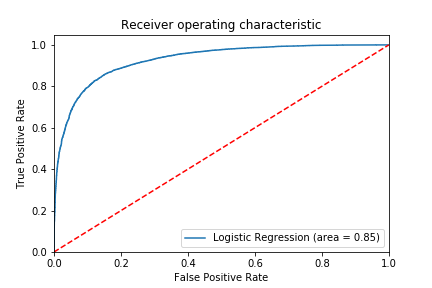 Receiver operating characteristic
True Positive Rate
1.0
0.8
0.6
0.4
0.2
0.0
Logistic Regression (area = 0.85)
0.0 0.2 0.4 0.6 0.8 1.0
False Positive Rate